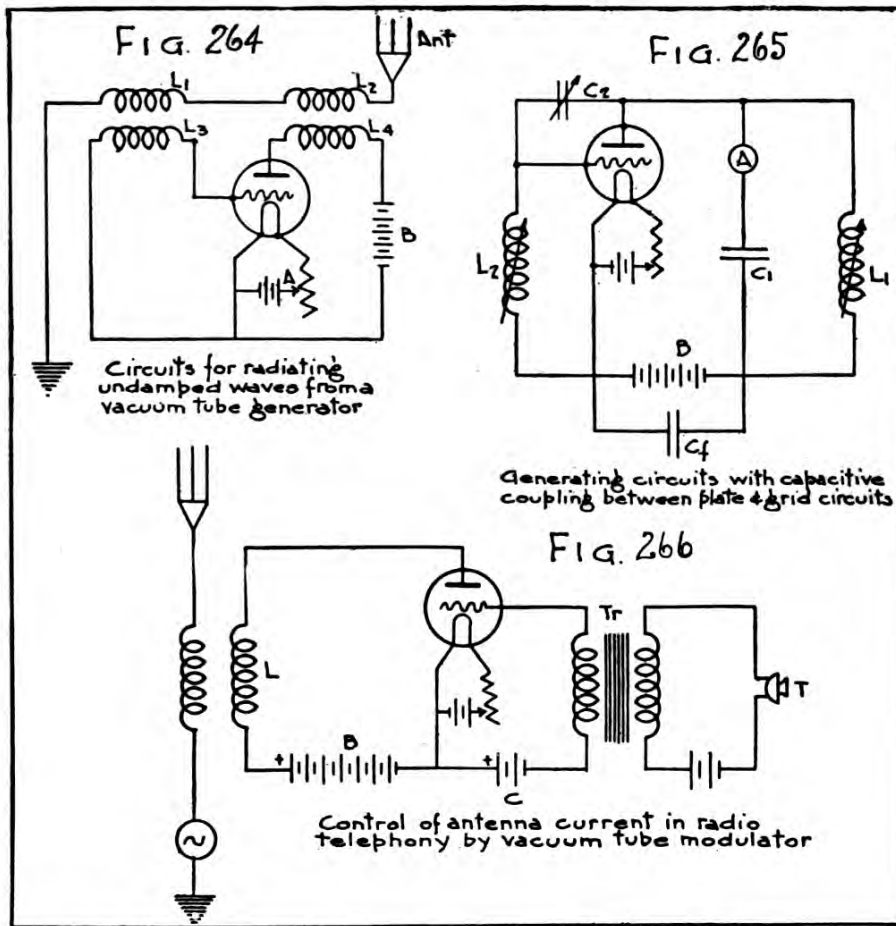 FIG. 264
Ant
L1
L2
L3
L4
B
A
Circuits for radiating
undamped waves from a
vacuum tube generator
FIG. 265
C2
A
L2
C1
L1
B
Cf
Generating circuits with capacitive
coupling between plate & grid circuits
FIG. 266
Tr
L
T
+
B
+
C
Control of antenna current in radio
telephony by vacuum tube modulator